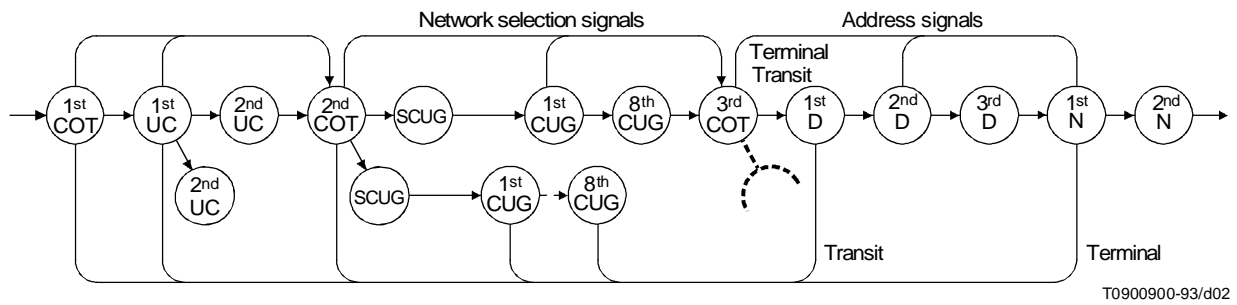 Network selection signals
Address signals
Terminal
Transit
1st
COT
1st
UC
2nd
UC
2nd
COT
SCUG
1st
CUG
8th
CUG
3rd
COT
1st
D
2nd
D
3rd
D
1st
N
2nd
N
2nd
UC
SCUG
1st
CUG
8th
CUG
Transit
Terminal
T0900900-93/d02